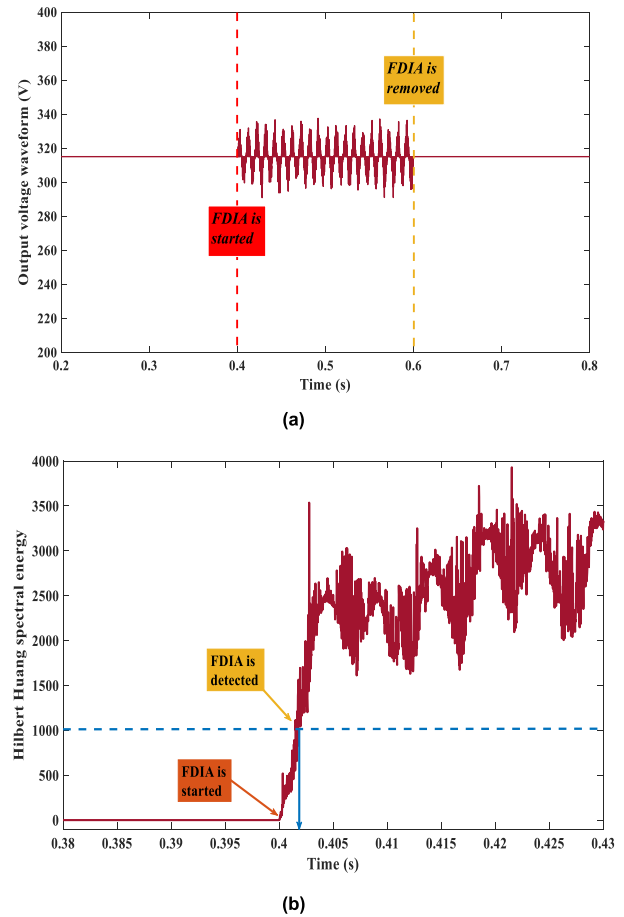 Output voltage waveform (V)
400
380
360
340
320
300
280
260
240
220
200
FDIA is
removed
FDIA is
started
0.2
0.3
0.4
0.5
0.6
0.7
0.8
Time (s)
(a)
Hilbert Huang spectral energy
4000
3500
3000
2500
2000
1500
1000
500
0
FDIA is
detected
FDIA is
started
0.38
0.385
0.39
0.395
0.4
0.405
0.41
0.415
0.42
0.425
0.43
Time (s)
(b)